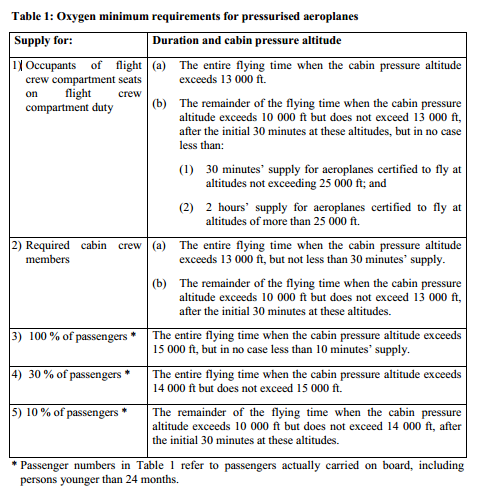 Table 1: Oxygen minimum requirements for pressurised aeroplanes
Supply for:
Duration and cabin pressure altitude
1) Occupants of flight
crew compartment seats
on flight crew
compartment duty
(a) The entire flying time when the cabin pressure altitude
exceeds 13 000 ft.
(b) The remainder of the flying time when the cabin pressure
altitude exceeds 10 000 ft but does not exceed 13 000 ft,
after the initial 30 minutes at these altitudes, but in no case
less than:
(1) 30 minutes’ supply for aeroplanes certified to fly at
altitudes not exceeding 25 000 ft; and
(2) 2 hours’ supply for aeroplanes certified to fly at
altitudes of more than 25 000 ft.
2) Required cabin crew
members
(a) The entire flying time when the cabin pressure altitude
exceeds 13 000 ft, but not less than 30 minutes’ supply.
(b) The remainder of the flying time when the cabin pressure
altitude exceeds 10 000 ft but does not exceed 13 000 ft,
after the initial 30 minutes at these altitudes.
3) 100 % of passengers *
The entire flying time when the cabin pressure altitude exceeds
15 000 ft, but in no case less than 10 minutes’ supply.
4) 30 % of passengers *
The entire flying time when the cabin pressure altitude exceeds
14 000 ft but does not exceed 15 000 ft.
5) 10 % of passengers *
The remainder of the flying time when the cabin pressure
altitude exceeds 10 000 ft but does not exceed 14 000 ft, after
the initial 30 minutes at these altitudes.
* Passenger numbers in Table 1 refer to passengers actually carried on board, including
persons younger than 24 months.